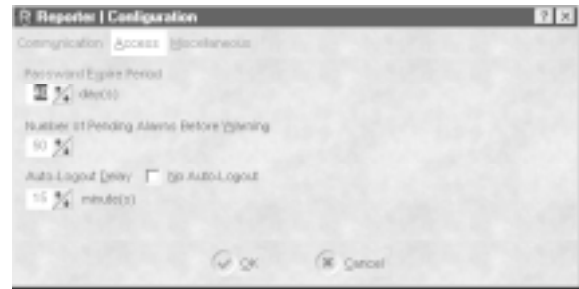 Reporter | Configuration
Communication Access Miscellaneous
Password Expire Period
day(s)
Number of Pending Alarms Before Warning
50
Auto-Logout Delay No Auto-Logout
15 minute(s)
OK Cancel